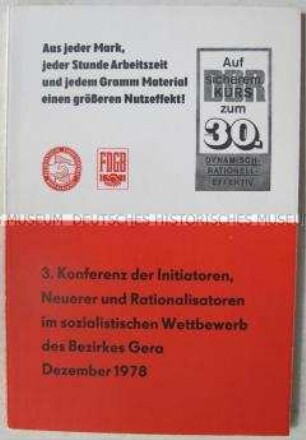 Aus jeder Mark,
jeder Stunde Arbeitszeit
und jedem Gramm Material
einen größeren Nutzeffekt!
Auf
sicherem
DDR
KURS
zum
30.
DYNAMISCH-
RATIONELL-
EFFEKTIV
FDGB
MUSEUM DEUTSCHES HISTORISCHES MUSEUM
3. Konferenz der Initiatoren,
Neuerer und Rationalisatoren
im sozialistischen Wettbewerb
des Bezirkes Gera
Dezember 1978